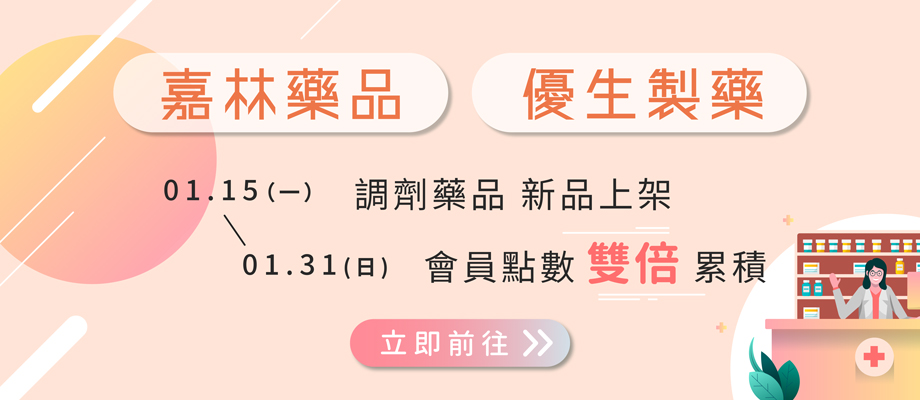 嘉林藥品 優生製藥
01.15(一) 調劑藥品 新品上架
01.31(日) 會員點數 雙倍 累積
立即前往